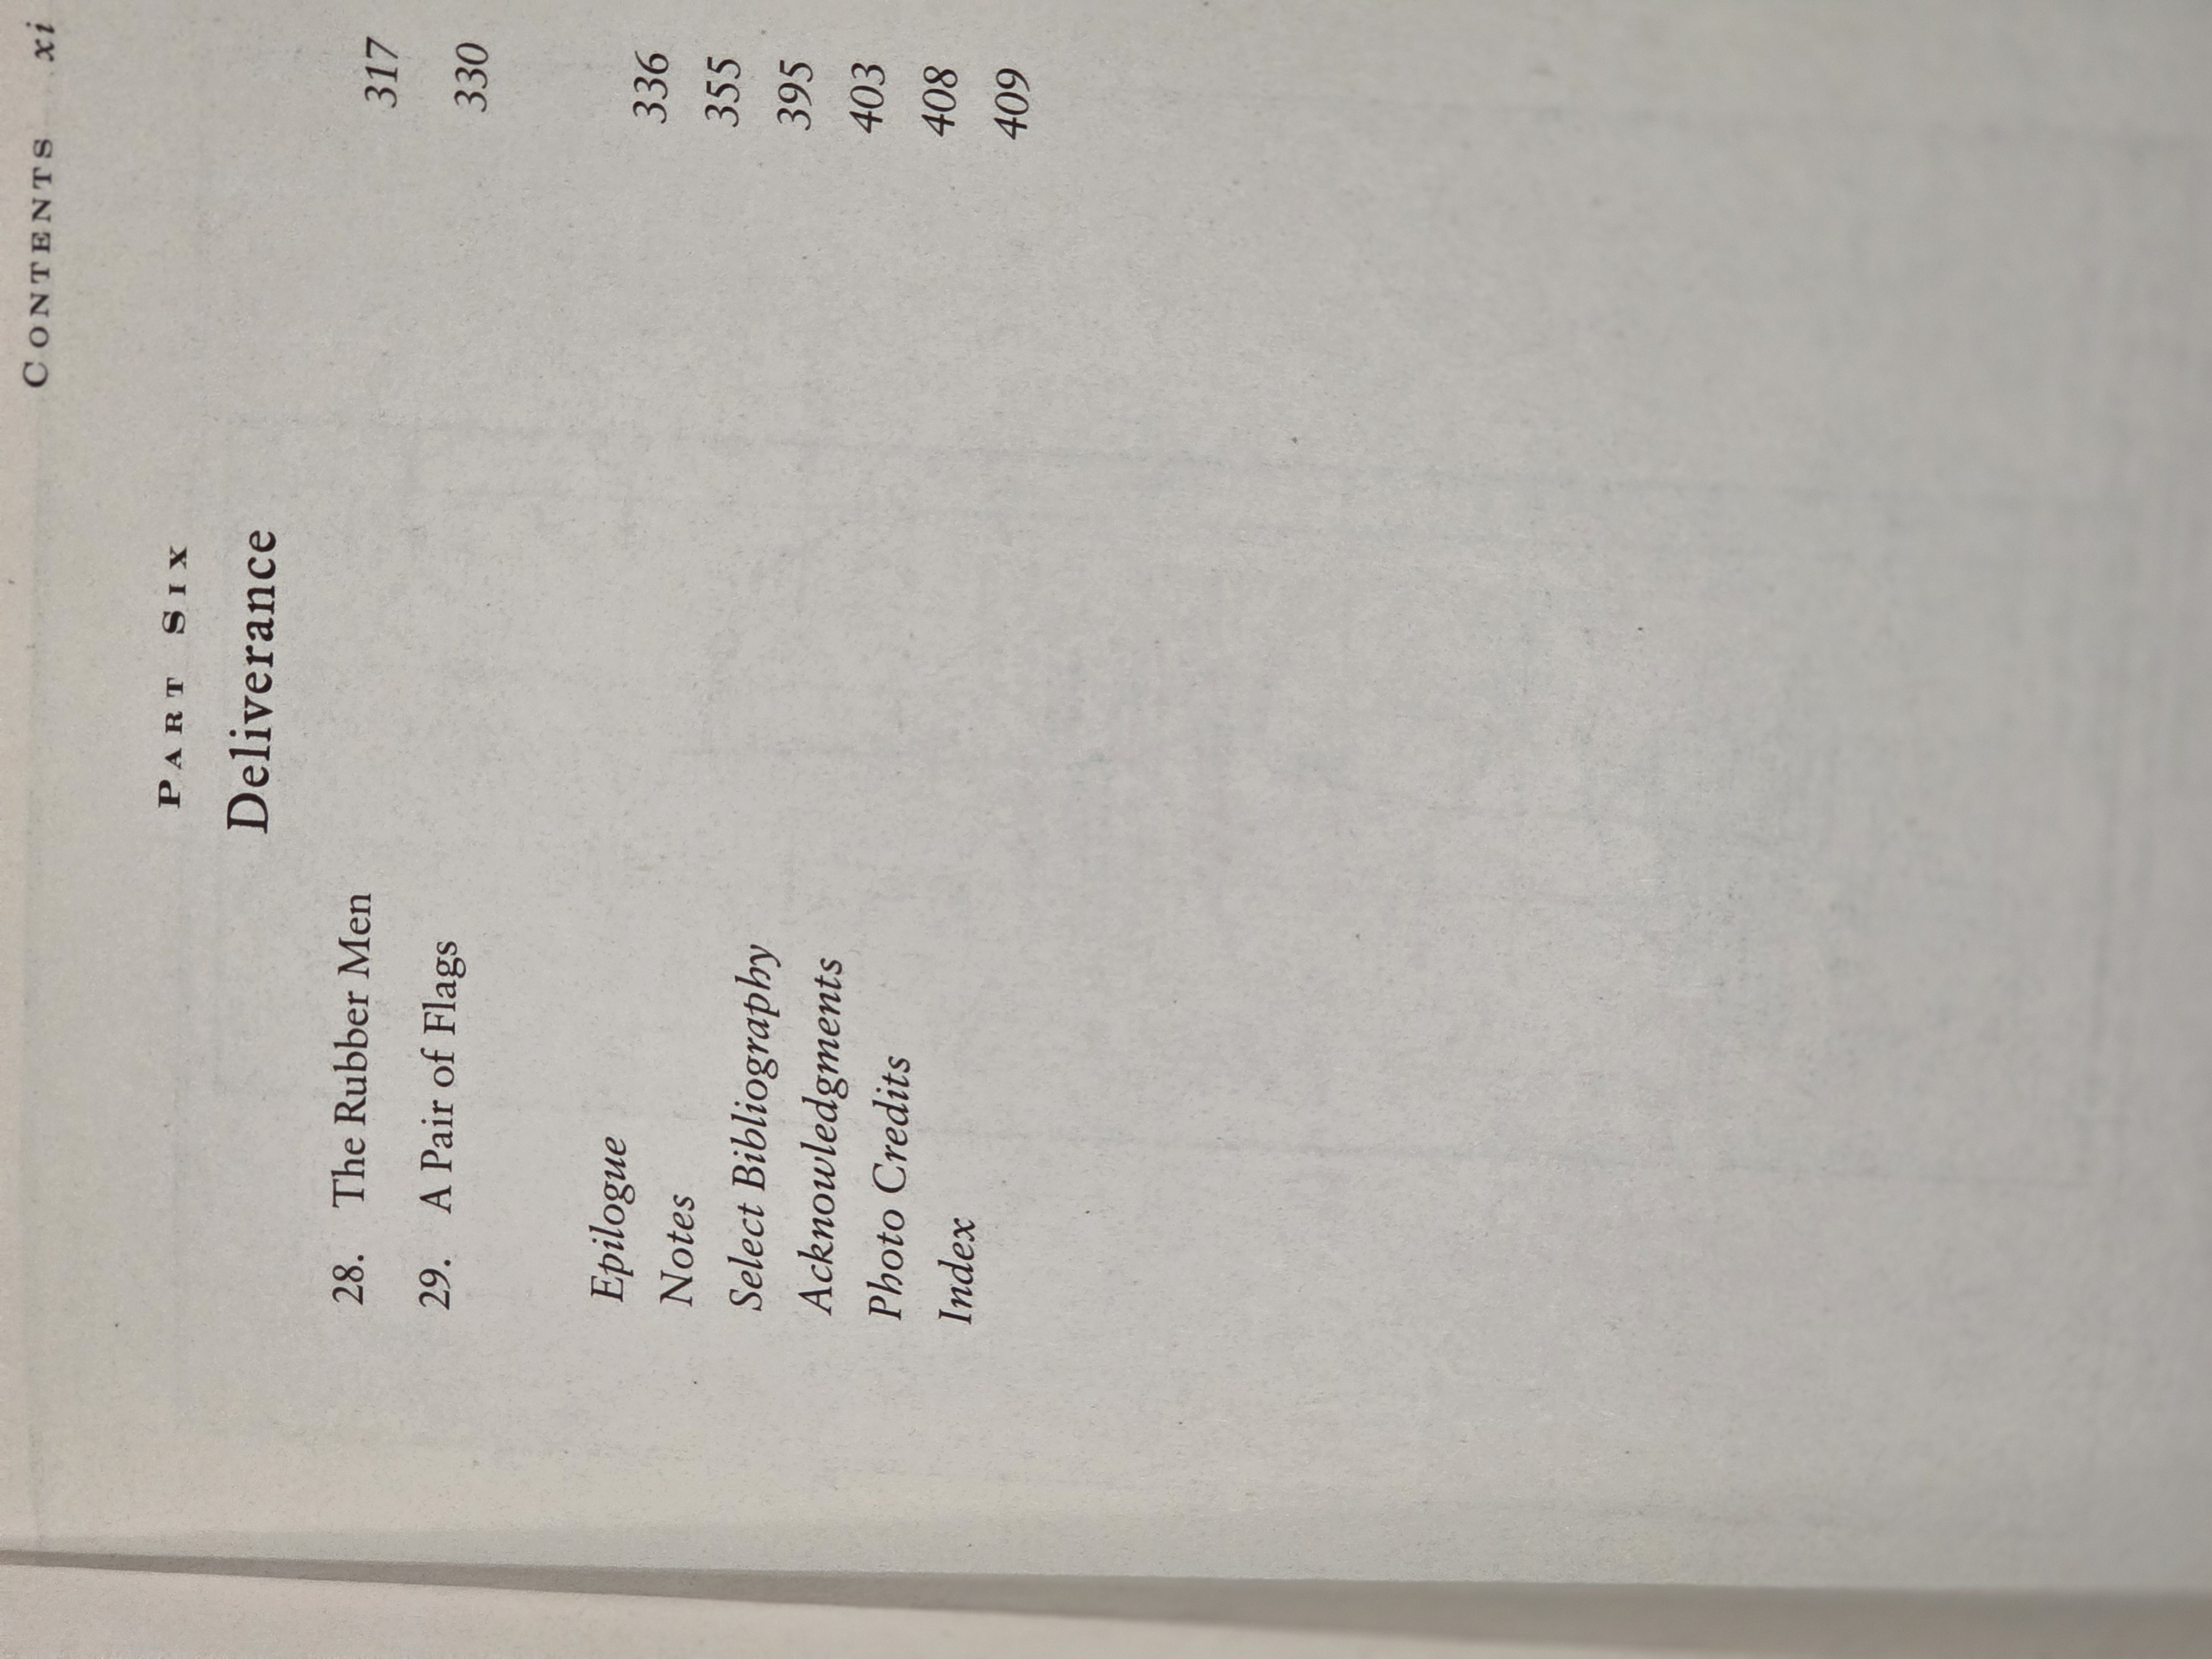 CONTENTS xi
PART SIX
Deliverance
28. The Rubber Men 317
29. A Pair of Flags 330
Epilogue 336
Notes 355
Select Bibliography 395
Acknowledgments 403
Photo Credits 408
Index 409